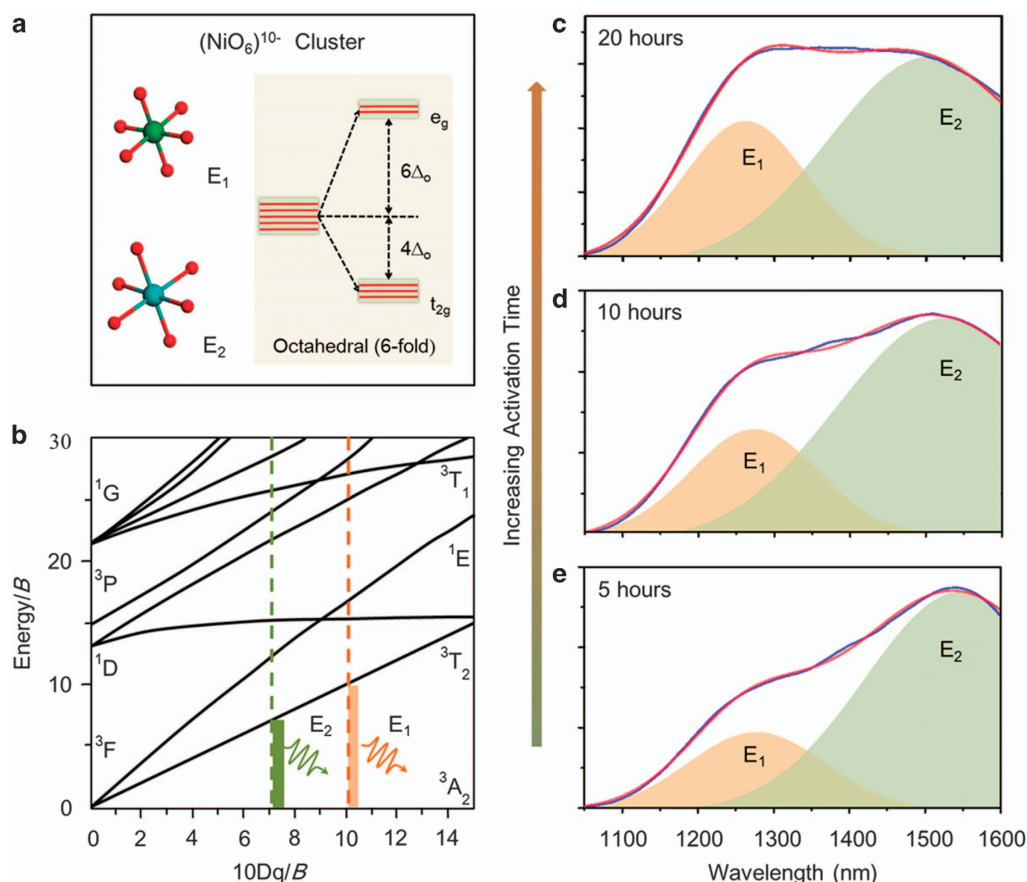 a
(NiO₆)¹⁰⁻ Cluster
E₁
E₂
e_g
6Δₒ
4Δₒ
t₂g
Octahedral (6-fold)
b
30
20
10
0
Energy/B
¹G
³P
¹D
³F
³T₁
¹E
³T₂
³A₂
E₂
E₁
0 2 4 6 8 10 12 14
10Dq/B
Increasing Activation Time
c
20 hours
E₁
E₂
d
10 hours
E₁
E₂
e
5 hours
E₁
E₂
1100 1200 1300 1400 1500 1600
Wavelength (nm)